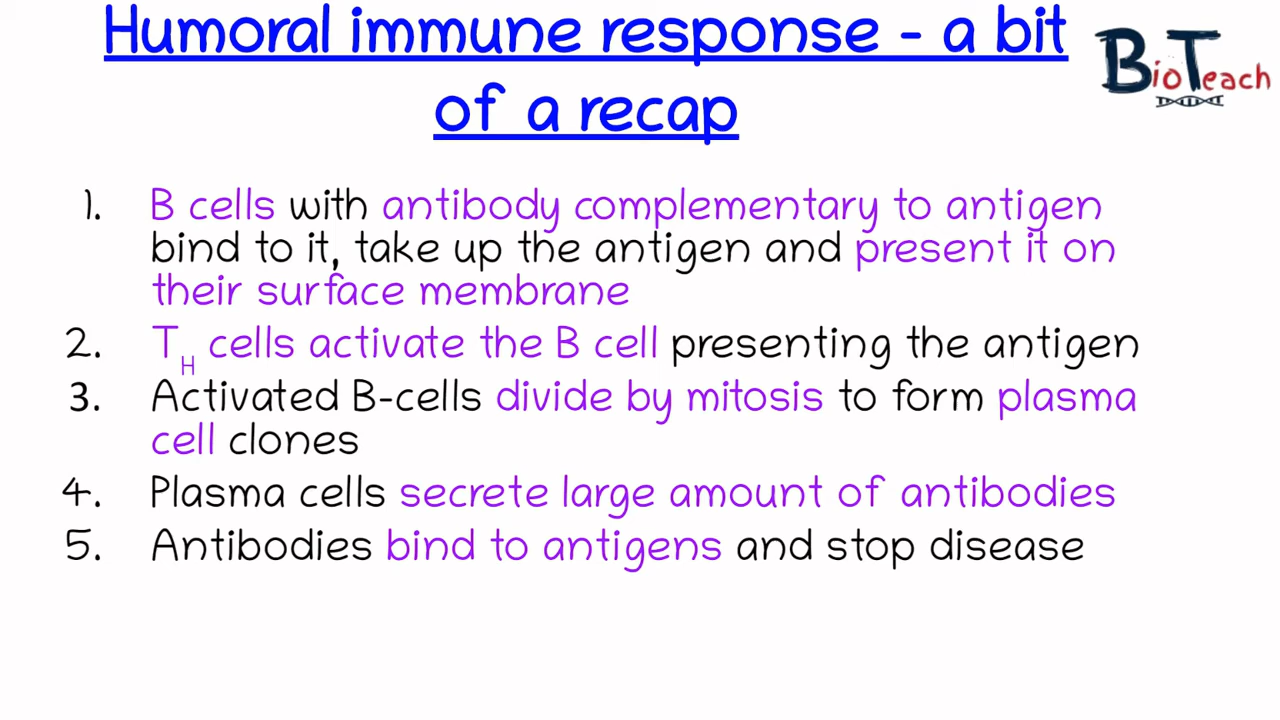 Humoral immune response - a bit
of a recap
BioTeach
1. B cells with antibody complementary to antigen
bind to it, take up the antigen and present it on
their surface membrane
2. TH cells activate the B cell presenting the antigen
3. Activated B-cells divide by mitosis to form plasma
cell clones
4. Plasma cells secrete large amount of antibodies
5. Antibodies bind to antigens and stop disease